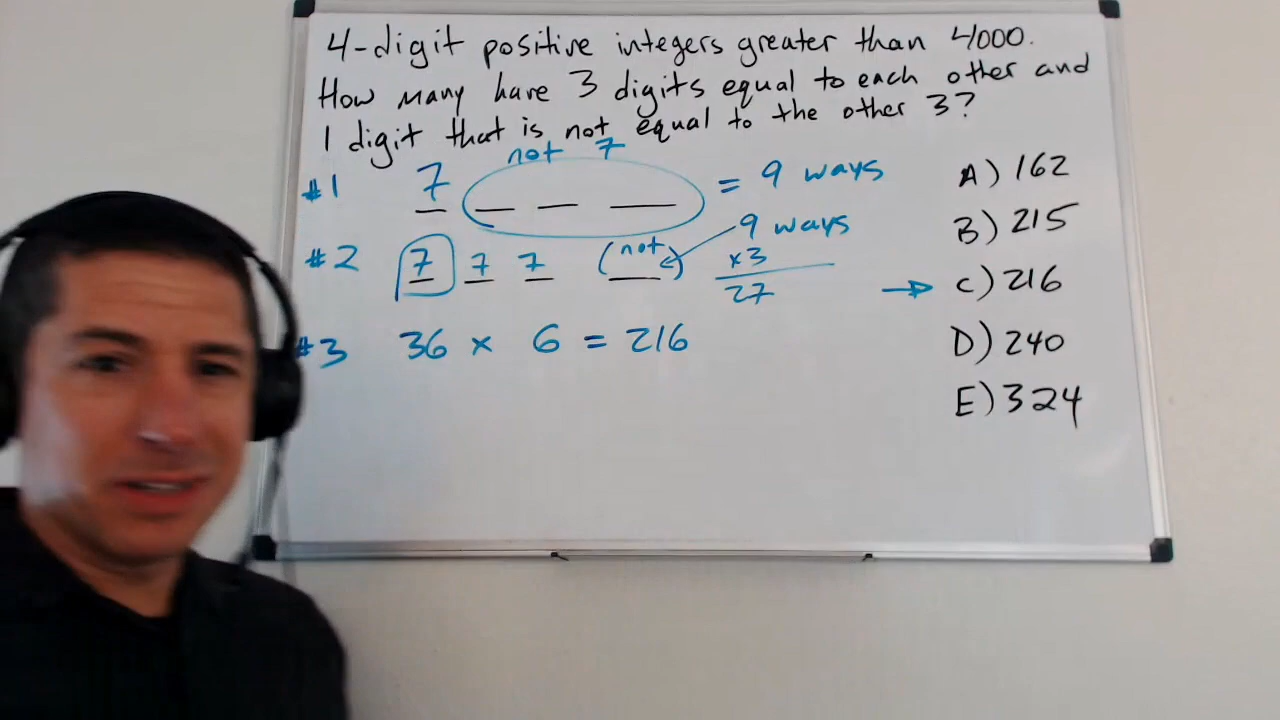 4-digit positive integers greater than 4000.
How many have 3 digits equal to each other and
1 digit that is not equal to the other 3?
not 7
#1 7 _ _ _ = 9 ways
#2 7 7 7 (not) 9 ways
x3
27
#3 36 x 6 = 216
A) 162
B) 215
C) 216
D) 240
E) 324